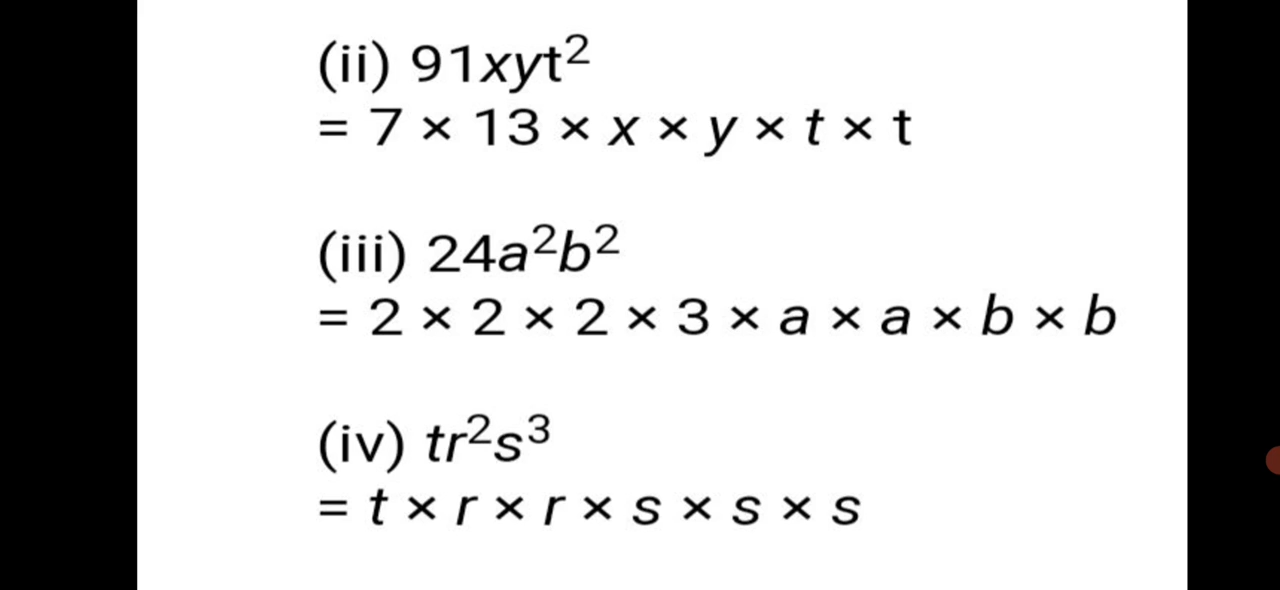 (ii) 91xyt²
= 7 × 13 × x × y × t × t
(iii) 24a²b²
= 2 × 2 × 2 × 3 × a × a × b × b
(iv) tr²s³
= t × r × r × s × s × s